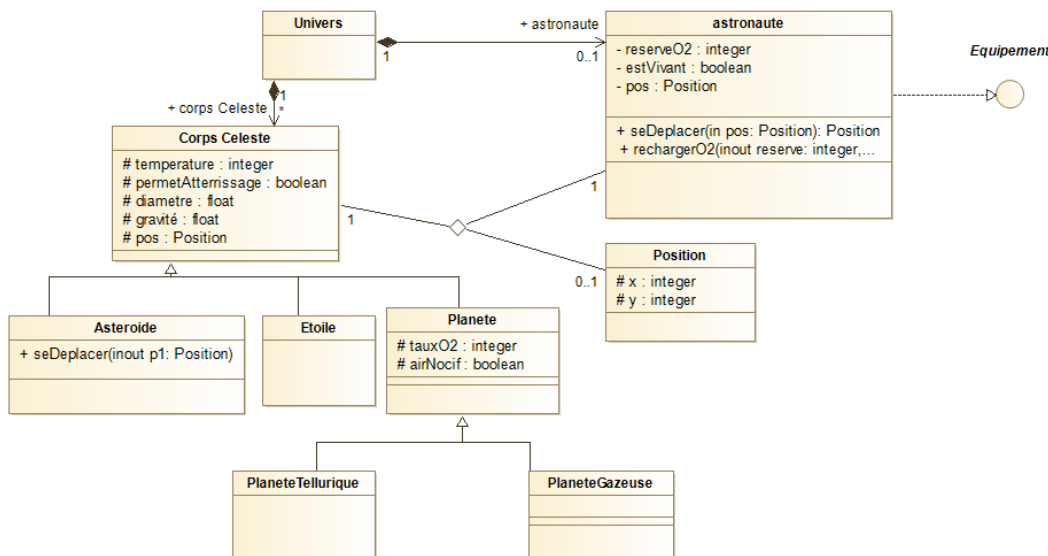 Univers
+ astronaute
1
0..1
astronaute
- reserveO2 : integer
- estVivant : boolean
- pos : Position
+ seDeplacer(in pos: Position): Position
+ rechargerO2(inout reserve: integer,...
Equipement
1
+ corps Celeste
*
Corps Celeste
# temperature : integer
# permetAtterrissage : boolean
# diametre : float
# gravité : float
# pos : Position
1
1
0..1
Position
# x : integer
# y : integer
Asteroide
+ seDeplacer(inout p1: Position)
Etoile
Planete
# tauxO2 : integer
# airNocif : boolean
PlaneteTellurique
PlaneteGazeuse